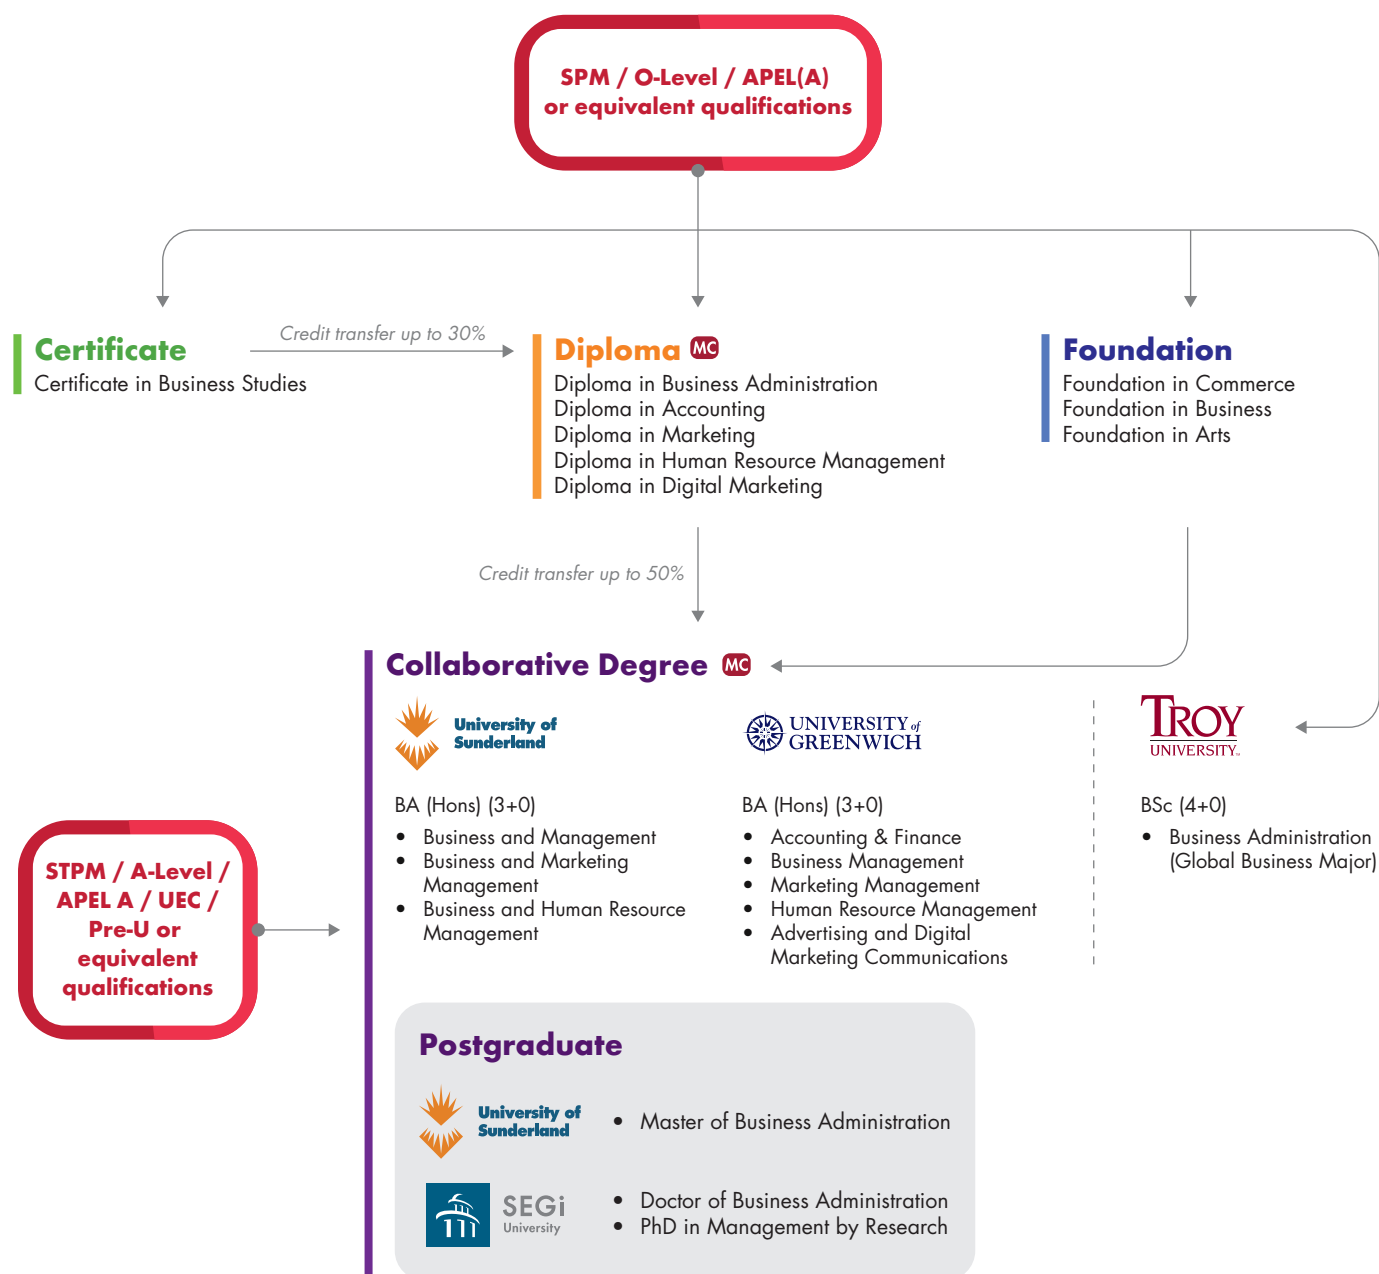 SPM / O-Level / APEL(A)
or equivalent qualifications
Credit transfer up to 30%
Certificate
Certificate in Business Studies
Diploma MC
Diploma in Business Administration
Diploma in Accounting
Diploma in Marketing
Diploma in Human Resource Management
Diploma in Digital Marketing
Foundation
Foundation in Commerce
Foundation in Business
Foundation in Arts
Credit transfer up to 50%
Collaborative Degree MC
University of
Sunderland
BA (Hons) (3+0)
• Business and Management
• Business and Marketing
Management
• Business and Human Resource
Management
UNIVERSITY of
GREENWICH
BA (Hons) (3+0)
• Accounting & Finance
• Business Management
• Marketing Management
• Human Resource Management
• Advertising and Digital
Marketing Communications
TROY
UNIVERSITY
BSc (4+0)
• Business Administration
(Global Business Major)
STPM / A-Level /
APEL A / UEC /
Pre-U or
equivalent
qualifications
Postgraduate
University of
Sunderland
• Master of Business Administration
SEGi
University
• Doctor of Business Administration
• PhD in Management by Research